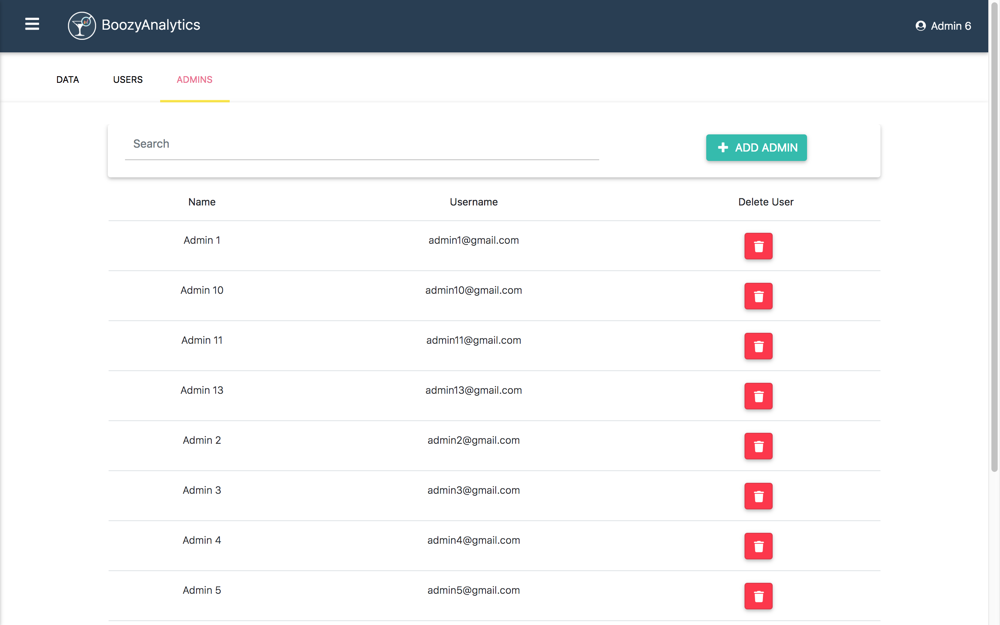 BoozyAnalytics
Admin 6
DATA USERS ADMINS
Search
ADD ADMIN
Name Username Delete User
Admin 1 admin1@gmail.com
Admin 10 admin10@gmail.com
Admin 11 admin11@gmail.com
Admin 13 admin13@gmail.com
Admin 2 admin2@gmail.com
Admin 3 admin3@gmail.com
Admin 4 admin4@gmail.com
Admin 5 admin5@gmail.com